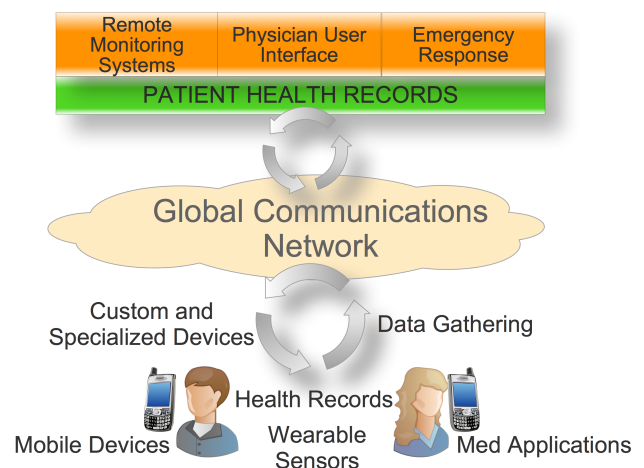 Remote
Monitoring
Systems
Physician User
Interface
Emergency
Response
PATIENT HEALTH RECORDS
Global Communications
Network
Custom and
Specialized Devices
Data Gathering
Health Records
Mobile Devices
Wearable
Sensors
Med Applications